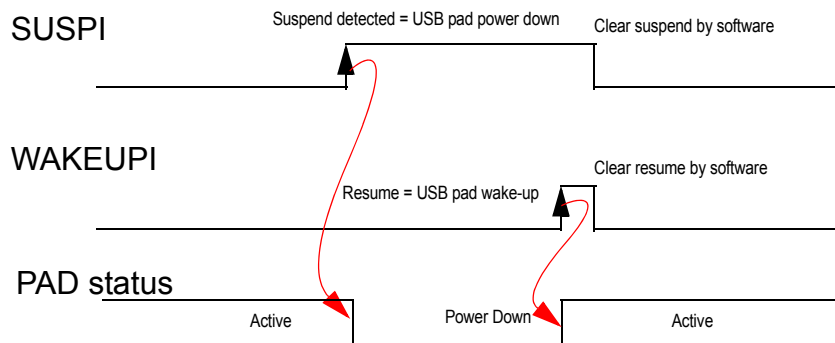 SUSPI
Suspend detected = USB pad power down
Clear suspend by software
WAKEUPI
Clear resume by software
Resume = USB pad wake-up
PAD status
Active
Power Down
Active